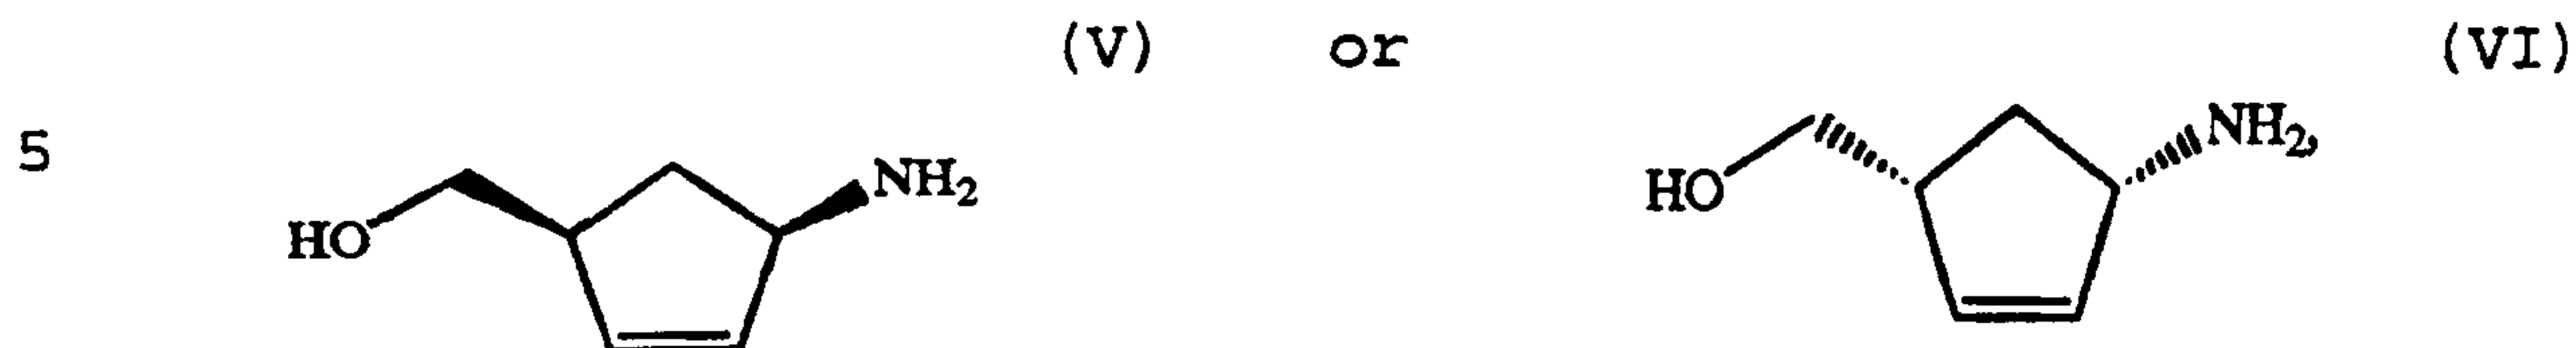 (V) or (VI)
5
HO NH₂ HO NH₂,